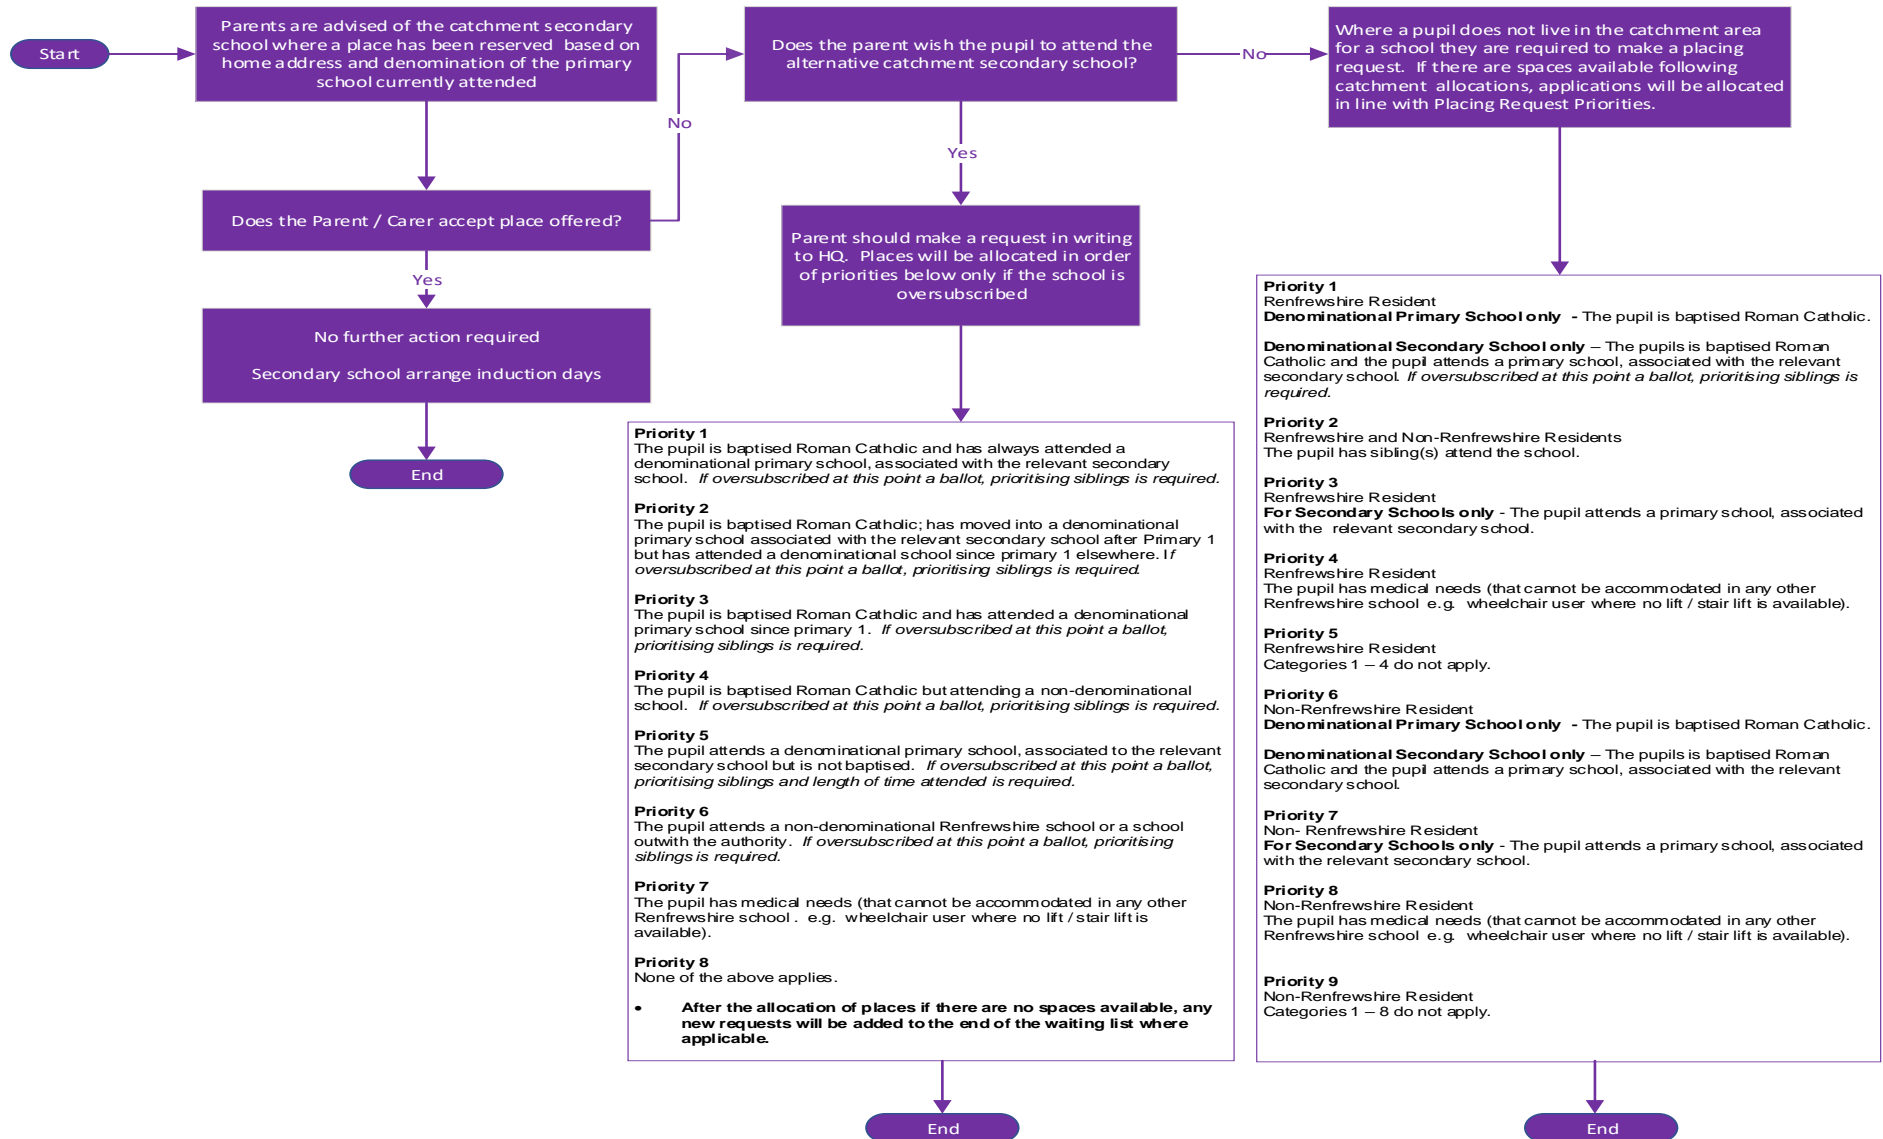 Start
Parents are advised of the catchment secondary
school where a place has been reserved based on
home address and denomination of the primary
school currently attended
Does the Parent / Carer accept place offered?
Yes
No further action required
Secondary school arrange induction days
End
No
Does the parent wish the pupil to attend the
alternative catchment secondary school?
Yes
Parent should make a request in writing
to HQ. Places will be allocated in order
of priorities below only if the school is
oversubscribed
Priority 1
The pupil is baptised Roman Catholic and has always attended a
denominational primary school, associated with the relevant secondary
school. If oversubscribed at this point a ballot, prioritising siblings is required.
Priority 2
The pupil is baptised Roman Catholic; has moved into a denominational
primary school associated with the relevant secondary school after Primary 1
but has attended a denominational school since primary 1 elsewhere. If
oversubscribed at this point a ballot, prioritising siblings is required.
Priority 3
The pupil is baptised Roman Catholic and has attended a denominational
primary school since primary 1. If oversubscribed at this point a ballot,
prioritising siblings is required.
Priority 4
The pupil is baptised Roman Catholic but attending a non-denominational
school. If oversubscribed at this point a ballot, prioritising siblings is required.
Priority 5
The pupil attends a denominational primary school, associated to the relevant
secondary school but is not baptised. If oversubscribed at this point a ballot,
prioritising siblings and length of time attended is required.
Priority 6
The pupil attends a non-denominational Renfrewshire school or a school
outwith the authority. If oversubscribed at this point a ballot, prioritising
siblings is required.
Priority 7
The pupil has medical needs (that cannot be accommodated in any other
Renfrewshire school . e.g. wheelchair user where no lift / stair lift is
available).
Priority 8
None of the above applies.
• After the allocation of places if there are no spaces available, any
new requests will be added to the end of the waiting list where
applicable.
End
No
Where a pupil does not live in the catchment area
for a school they are required to make a placing
request. If there are spaces available following
catchment allocations, applications will be allocated
in line with Placing Request Priorities.
Priority 1
Renfrewshire Resident
Denominational Primary School only - The pupil is baptised Roman Catholic.
Denominational Secondary School only – The pupils is baptised Roman
Catholic and the pupil attends a primary school, associated with the relevant
secondary school. If oversubscribed at this point a ballot, prioritising siblings is
required.
Priority 2
Renfrewshire and Non-Renfrewshire Residents
The pupil has sibling(s) attend the school.
Priority 3
Renfrewshire Resident
For Secondary Schools only - The pupil attends a primary school, associated
with the relevant secondary school.
Priority 4
Renfrewshire Resident
The pupil has medical needs (that cannot be accommodated in any other
Renfrewshire school e.g. wheelchair user where no lift / stair lift is available).
Priority 5
Renfrewshire Resident
Categories 1 – 4 do not apply.
Priority 6
Non-Renfrewshire Resident
Denominational Primary School only - The pupil is baptised Roman Catholic.
Denominational Secondary School only – The pupils is baptised Roman
Catholic and the pupil attends a primary school, associated with the relevant
secondary school.
Priority 7
Non- Renfrewshire Resident
For Secondary Schools only - The pupil attends a primary school, associated
with the relevant secondary school.
Priority 8
Non-Renfrewshire Resident
The pupil has medical needs (that cannot be accommodated in any other
Renfrewshire school e.g. wheelchair user where no lift / stair lift is available).
Priority 9
Non-Renfrewshire Resident
Categories 1 – 8 do not apply.
End